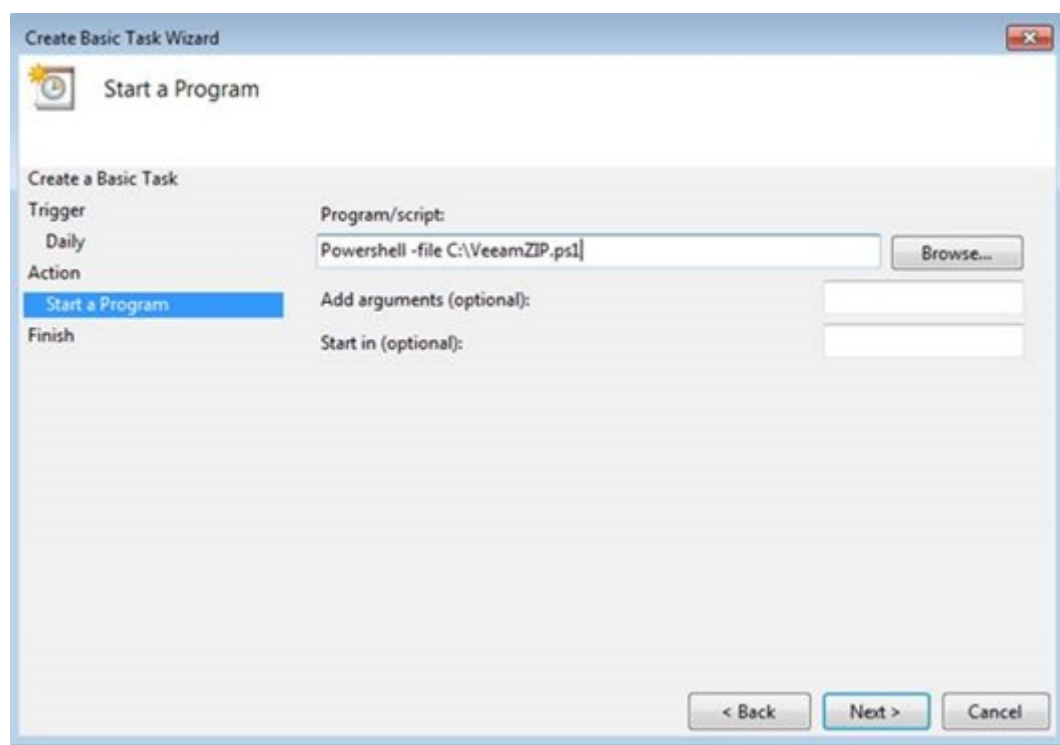 Create Basic Task Wizard
Start a Program
Create a Basic Task
Trigger
Daily
Action
Start a Program
Finish
Program/script:
Powershell -file C:\VeeamZIP.ps1
Browse...
Add arguments (optional):
Start in (optional):
< Back
Next >
Cancel